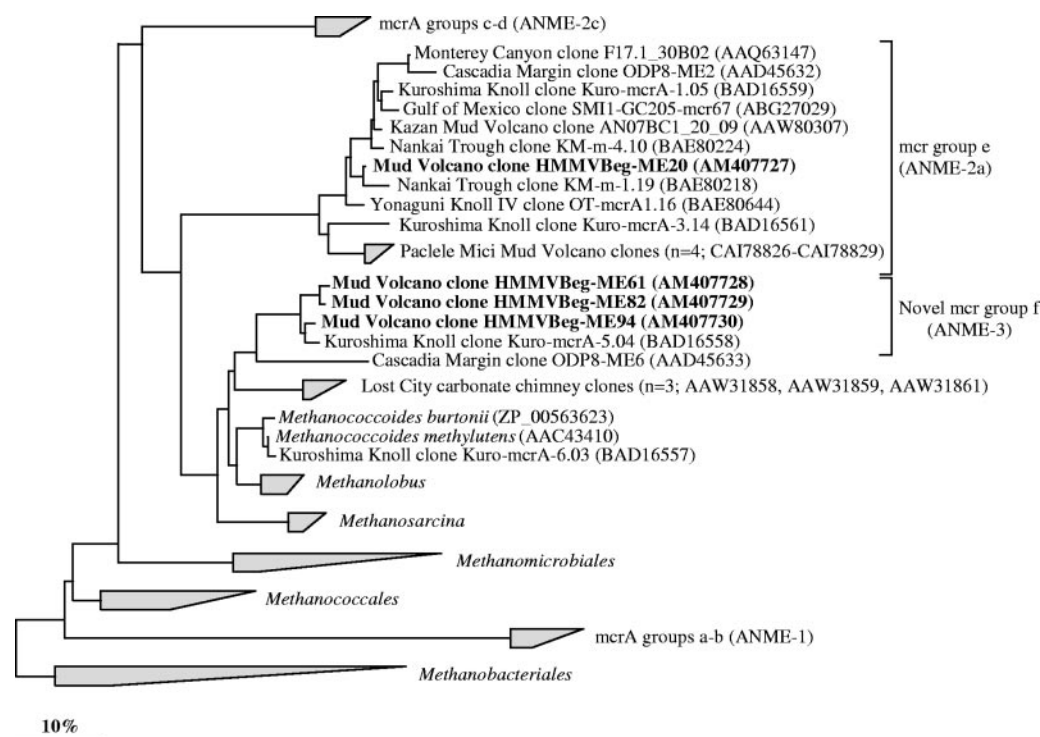 mcrA groups c-d (ANME-2c)
Monterey Canyon clone F17.1_30B02 (AAQ63147)
Cascadia Margin clone ODP8-ME2 (AAD45632)
Kuroshima Knoll clone Kuro-mcrA-1.05 (BAD16559)
Gulf of Mexico clone SMI1-GC205-mcr67 (ABG27029)
Kazan Mud Volcano clone AN07BC1_20_09 (AAW80307)
Nankai Trough clone KM-m-4.10 (BAE80224)
Mud Volcano clone HMMVBeg-ME20 (AM407727)
Nankai Trough clone KM-m-1.19 (BAE80218)
Yonaguni Knoll IV clone OT-mcrA1.16 (BAE80644)
Kuroshima Knoll clone Kuro-mcrA-3.14 (BAD16561)
Paclele Mici Mud Volcano clones (n=4; CAI78826-CAI78829)
mcr group e
(ANME-2a)
Mud Volcano clone HMMVBeg-ME61 (AM407728)
Mud Volcano clone HMMVBeg-ME82 (AM407729)
Mud Volcano clone HMMVBeg-ME94 (AM407730)
Kuroshima Knoll clone Kuro-mcrA-5.04 (BAD16558)
Novel mcr group f
(ANME-3)
Cascadia Margin clone ODP8-ME6 (AAD45633)
Lost City carbonate chimney clones (n=3; AAW31858, AAW31859, AAW31861)
Methanococcoides burtonii (ZP_00563623)
Methanococcoides methylutens (AAC43410)
Kuroshima Knoll clone Kuro-mcrA-6.03 (BAD16557)
Methanolobus
Methanosarcina
Methanomicrobiales
Methanococcales
mcrA groups a-b (ANME-1)
Methanobacteriales
10%